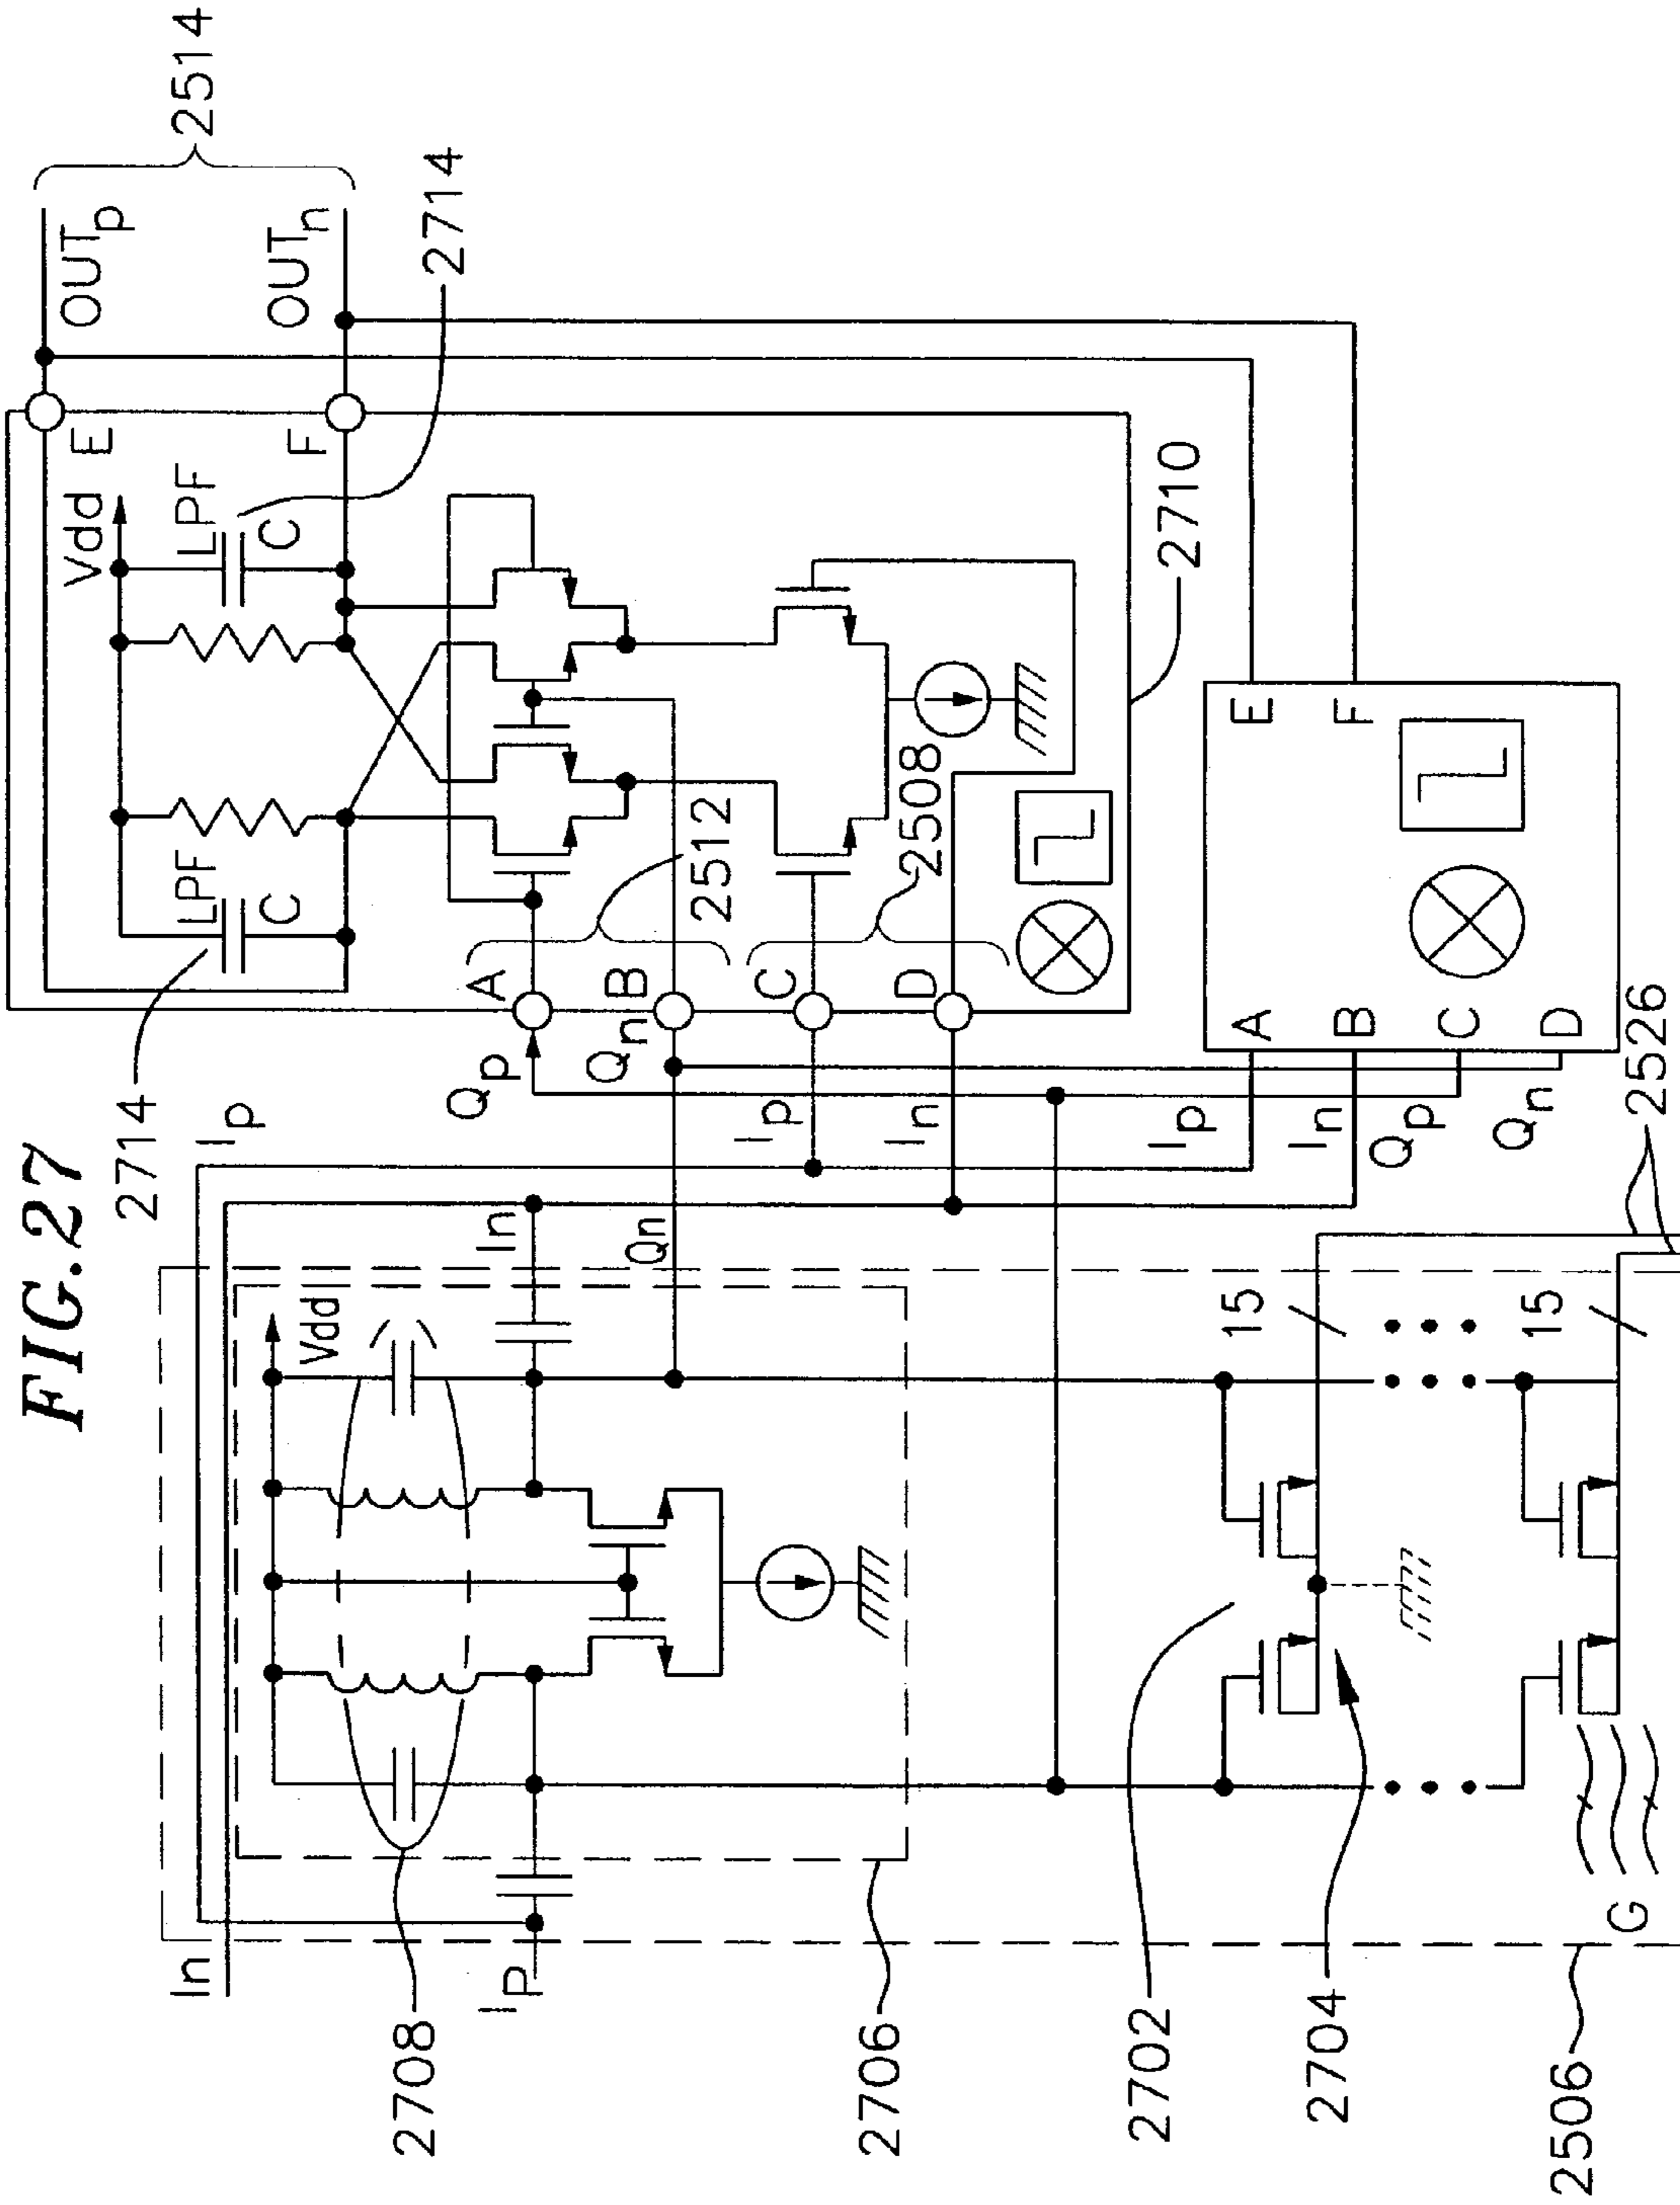 FIG.27
2514
OUTp
OUTn
2714
E
F
Vdd
LPF
C
LPF
C
2714
Ip
A
B
C
D
Qp
Qn
Ip
In
2512
2508
2710
In
Qn
Vdd
In
IP
2708
2706
2702
2704
2506
15
15
G
2526
Ip
In
Qp
Qn
A
B
C
D
E
F